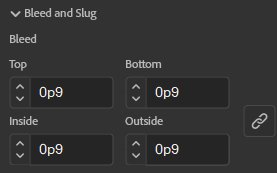 Bleed and Slug
Bleed
Top Bottom
0p9 0p9
Inside Outside
0p9 0p9